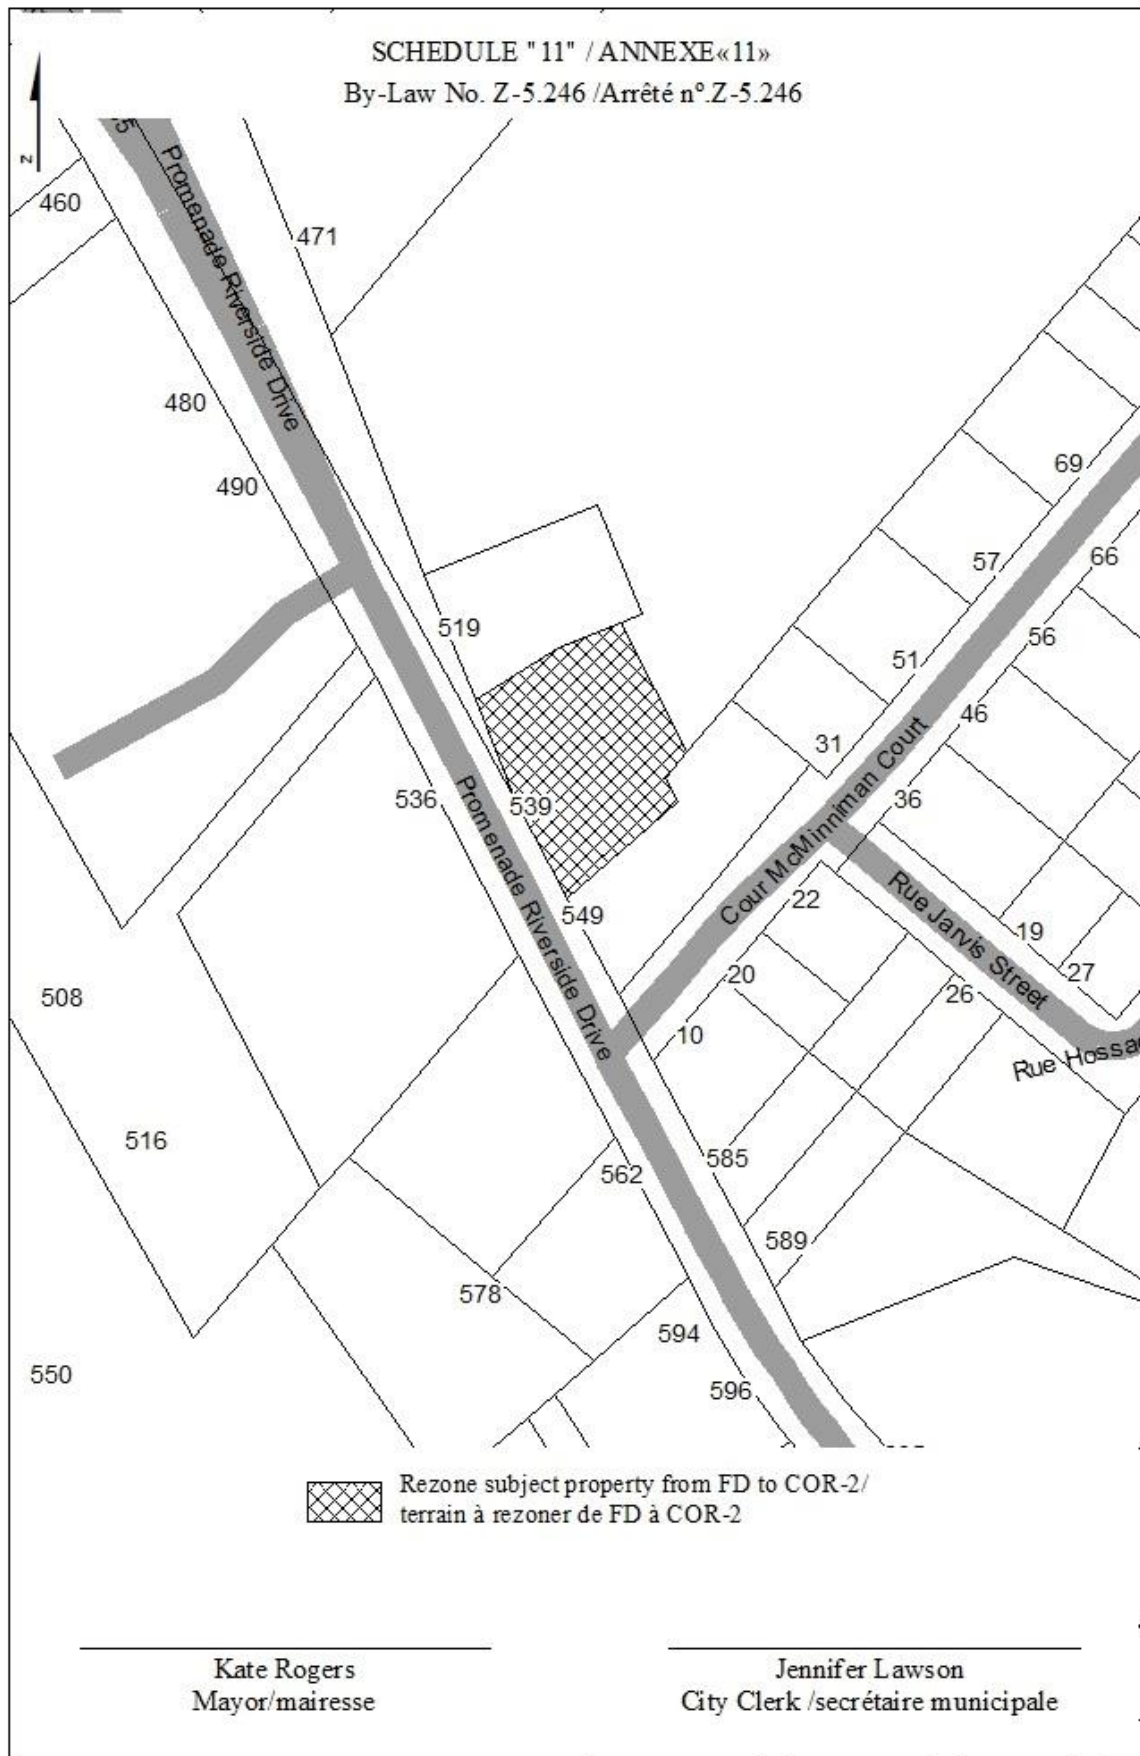 SCHEDULE "11" / ANNEXE«11»
By-Law No. Z-5.246 /Arrêté n°.Z-5.246
z
Promenade Riverside Drive
460
471
480
490
519
69
57
66
56
51
46
31
36
536
539
Promenade Riverside Drive
Cour McMinniman Court
22
Rue Jarvis Street
549
19
20
27
26
508
10
Rue
516
585
562
589
578
594
550
596
Rezone subject property from FD to COR-2/
terrain à rezoner de FD à COR-2
Kate Rogers
Mayor/mairesse
Jennifer Lawson
City Clerk /secrétaire municipale